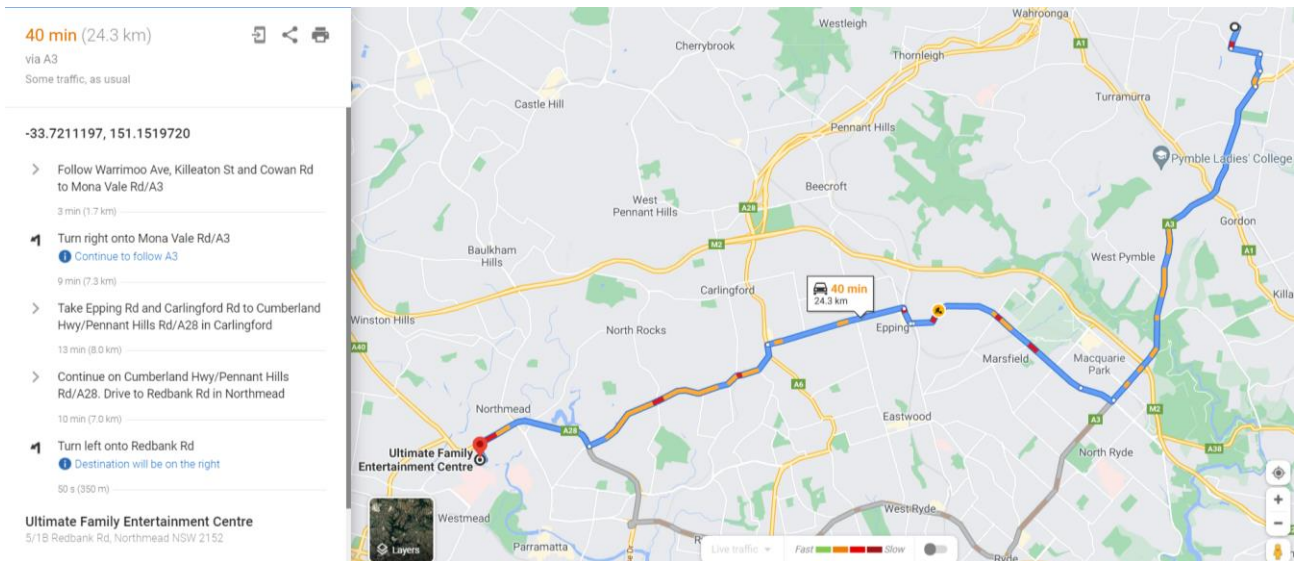 40 min (24.3 km)
via A3
Some traffic, as usual
-33.7211197, 151.1519720
Follow Warrimoo Ave, Killeaton St and Cowan Rd
to Mona Vale Rd/A3
3 min (1.7 km)
Turn right onto Mona Vale Rd/A3
Continue to follow A3
9 min (7.3 km)
Take Epping Rd and Carlingford Rd to Cumberland
Hwy/Pennant Hills Rd/A28 in Carlingford
13 min (8.0 km)
Continue on Cumberland Hwy/Pennant Hills
Rd/A28. Drive to Redbank Rd in Northmead
10 min (7.0 km)
Turn left onto Redbank Rd
Destination will be on the right
50 s (350 m)
Ultimate Family Entertainment Centre
5/1B Redbank Rd, Northmead NSW 2152
Wahroonga
Westleigh
Cherrybrook
A1
Thornleigh
Turramurra
Castle Hill
Pennant Hills
Pymble Ladies' College
Beecroft
West
Pennant Hills
A28
Gordon
A3
M2
A1
Baulkham
Hills
West Pymble
Carlingford
40 min
24.3 km
Killa
Winston Hills
North Rocks
Epping
A40
Marsfield
Macquarie
Park
A6
Northmead
M2
Eastwood
A28
A3
A38
Ultimate Family
Entertainment Centre
North Ryde
West Ryde
Westmead
Layers
Parramatta
Live traffic
Fast
Slow
Ryde